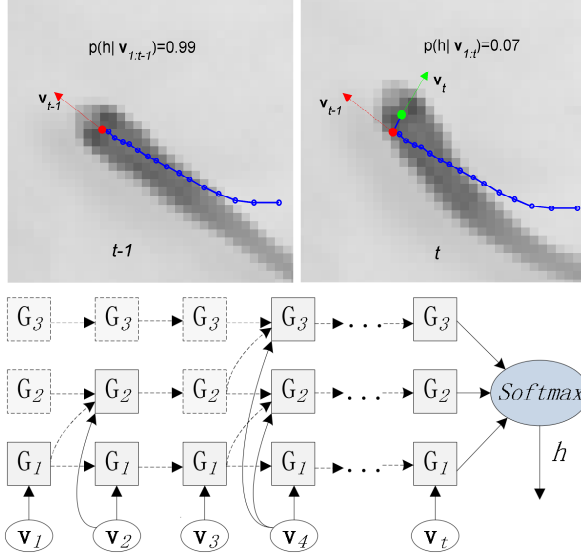 p(h| v1:t-1)=0.99
vt-1
t-1
p(h| v1:t)=0.07
vt
vt-1
t
G3 G3 G3 G3 ... G3
G2 G2 G2 G2 ... G2
Softmax
G1 G1 G1 G1 ... G1
h
v1 v2 v3 v4 vt